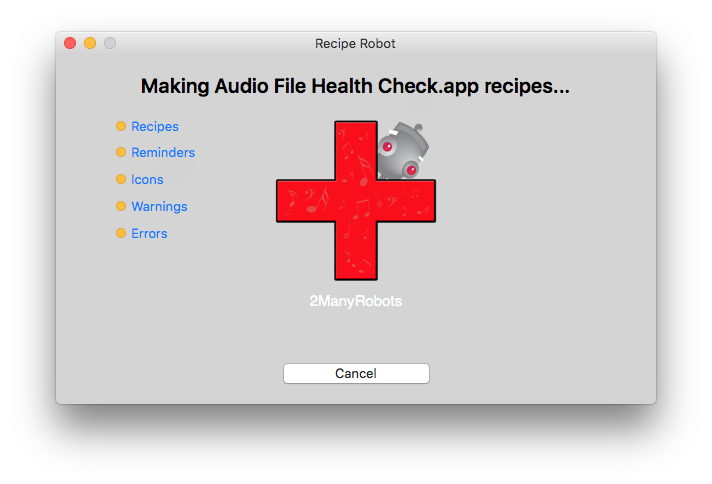 Recipe Robot
Making Audio File Health Check.app recipes...
Recipes
Reminders
Icons
Warnings
Errors
2ManyRobots
Cancel